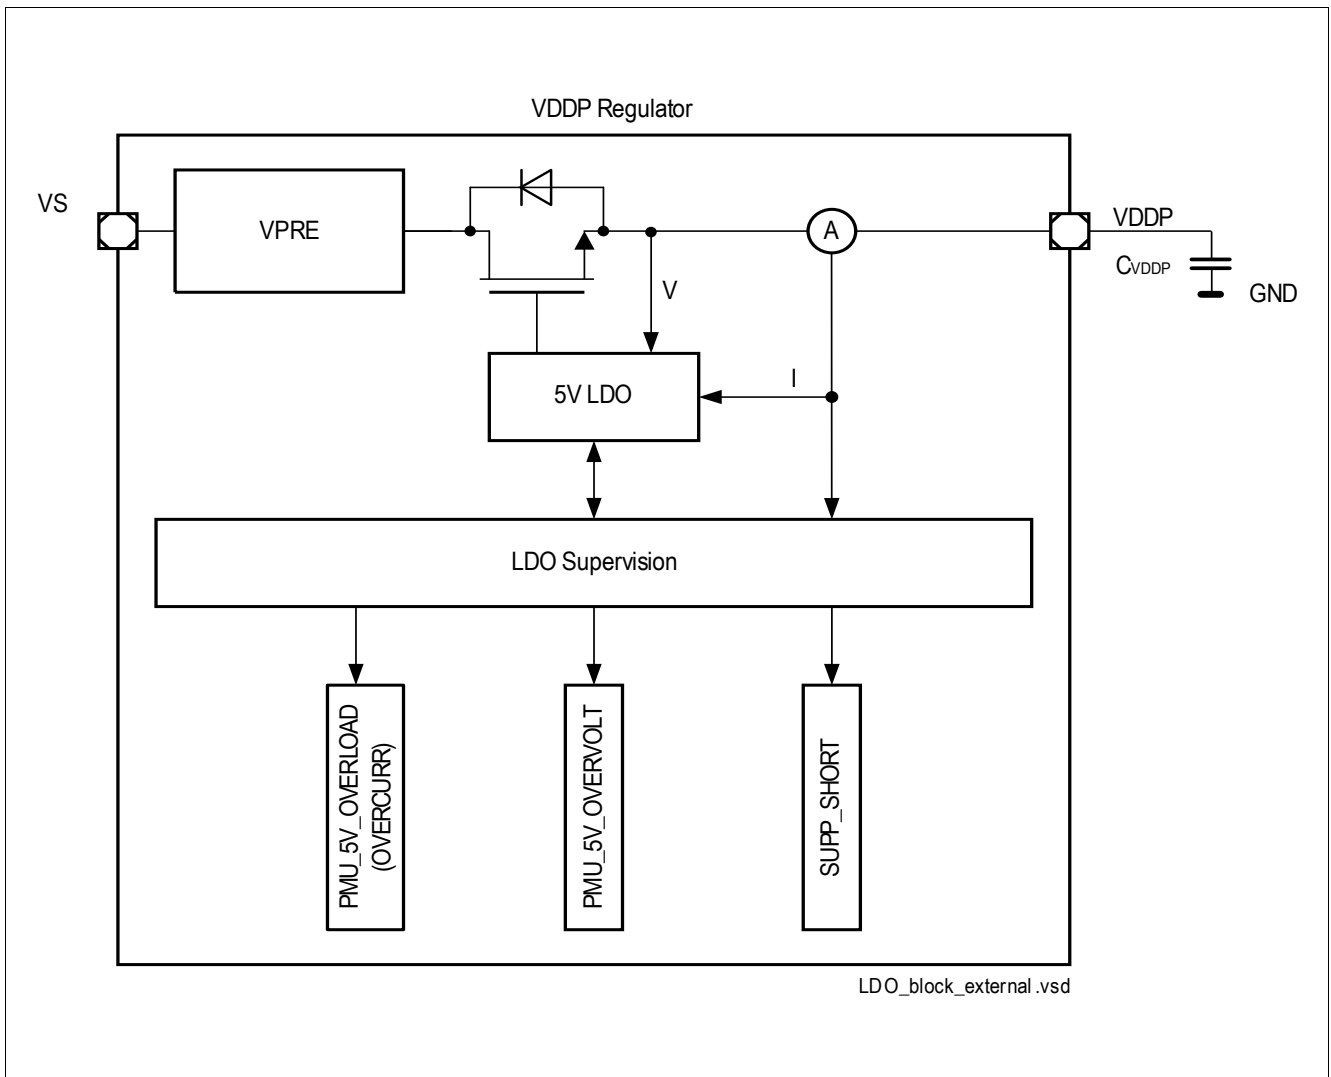 VDDP Regulator
VS
VPRE
A
VDDP
CVDDP
GND
V
5V LDO
I
LDO Supervision
PMU_5V_OVERLOAD
(OVERCURR)
PMU_5V_OVERVOLT
SUPP_SHORT
LDO_block_external.vsd